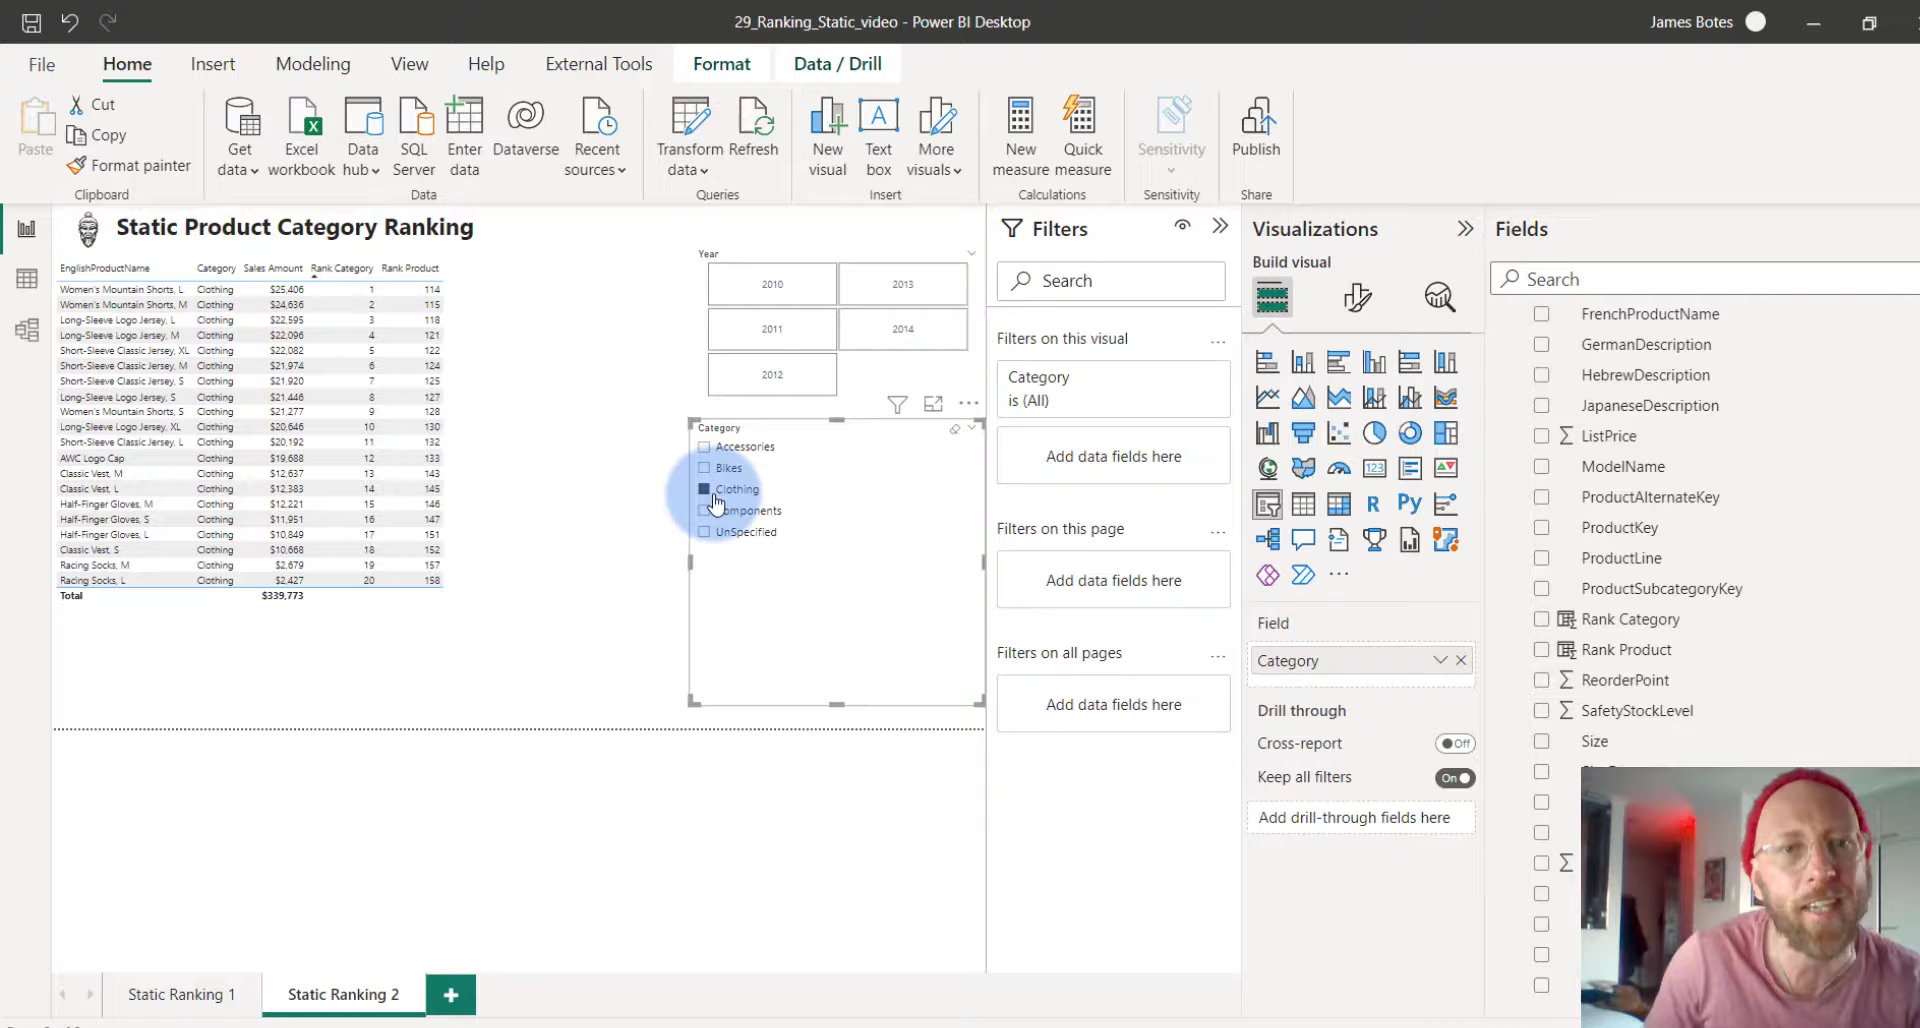 29_Ranking_Static_video - Power BI Desktop
James Botes
File
Home
Insert
Modeling
View
Help
External Tools
Format
Data / Drill
Paste
Cut
Copy
Format painter
Clipboard
Get data
Excel workbook
Data hub
SQL Server
Enter data
Dataverse
Recent sources
Data
Transform data
Refresh
Queries
New visual
Text box
More visuals
Insert
New measure
Quick measure
Calculations
Sensitivity
Sensitivity
Publish
Share
Static Product Category Ranking
EnglishProductName Category Sales Amount Rank Category Rank Product
Women's Mountain Shorts, L Clothing $25,406 1 114
Women's Mountain Shorts, M Clothing $24,636 2 115
Long-Sleeve Logo Jersey, L Clothing $22,595 3 118
Long-Sleeve Logo Jersey, M Clothing $22,096 4 121
Short-Sleeve Classic Jersey, XL Clothing $22,082 5 122
Short-Sleeve Classic Jersey, M Clothing $21,974 6 124
Short-Sleeve Classic Jersey, S Clothing $21,920 7 125
Long-Sleeve Logo Jersey, S Clothing $21,446 8 127
Women's Mountain Shorts, S Clothing $21,277 9 128
Long-Sleeve Logo Jersey, XL Clothing $20,646 10 130
Short-Sleeve Classic Jersey, L Clothing $20,192 11 132
AWC Logo Cap Clothing $19,688 12 133
Classic Vest, M Clothing $12,637 13 143
Classic Vest, L Clothing $12,383 14 145
Half-Finger Gloves, M Clothing $12,221 15 146
Half-Finger Gloves, S Clothing $11,951 16 147
Half-Finger Gloves, L Clothing $10,849 17 151
Classic Vest, S Clothing $10,668 18 152
Racing Socks, M Clothing $2,679 19 157
Racing Socks, L Clothing $2,427 20 158
Total $339,773
Year
2010 2013
2011 2014
2012
Category
Accessories
Bikes
Clothing
omponents
UnSpecified
Filters
Search
Filters on this visual ...
Category
is (All)
Add data fields here
Filters on this page ...
Add data fields here
Filters on all pages ...
Add data fields here
Visualizations
Build visual
123
R
Py
...
Field
Category
Drill through
Cross-report Off
Keep all filters On
Add drill-through fields here
Fields
Search
FrenchProductName
GermanDescription
HebrewDescription
JapaneseDescription
ListPrice
ModelName
ProductAlternateKey
ProductKey
ProductLine
ProductSubcategoryKey
Rank Category
Rank Product
ReorderPoint
SafetyStockLevel
Size
Static Ranking 1
Static Ranking 2